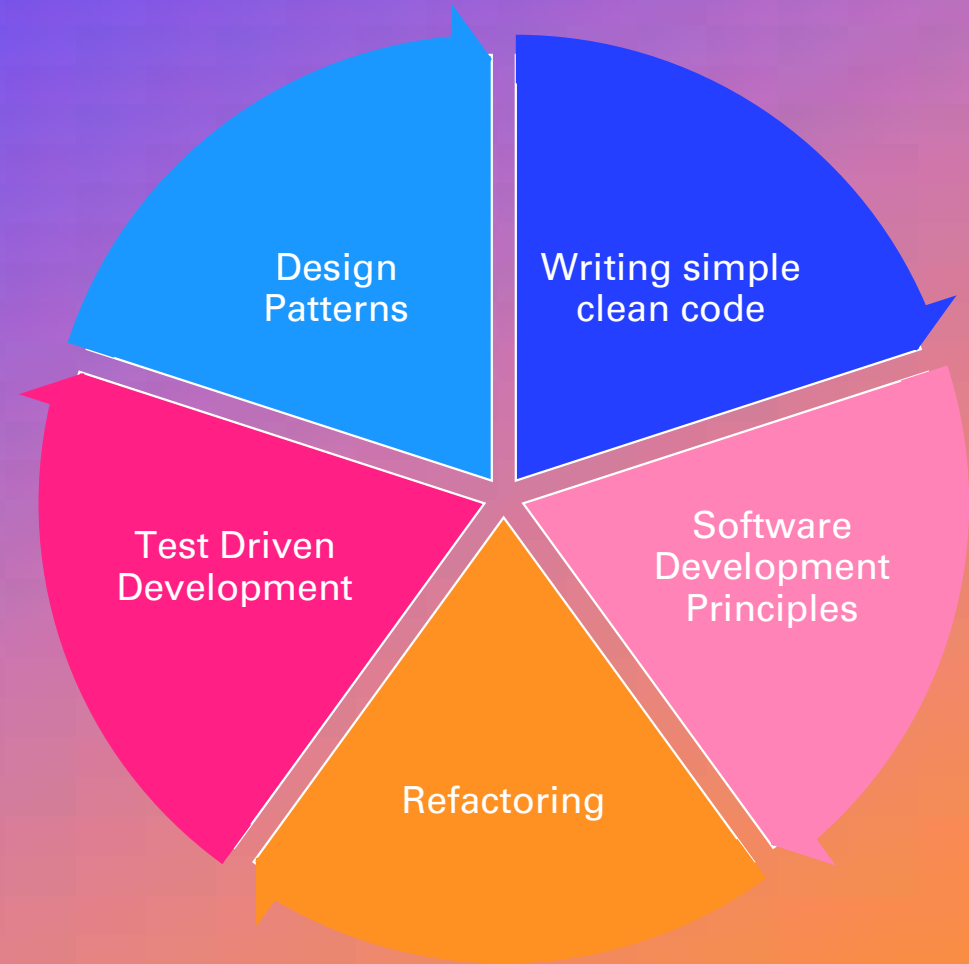 Design
Patterns
Writing simple
clean code
Software
Development
Principles
Test Driven
Development
Refactoring